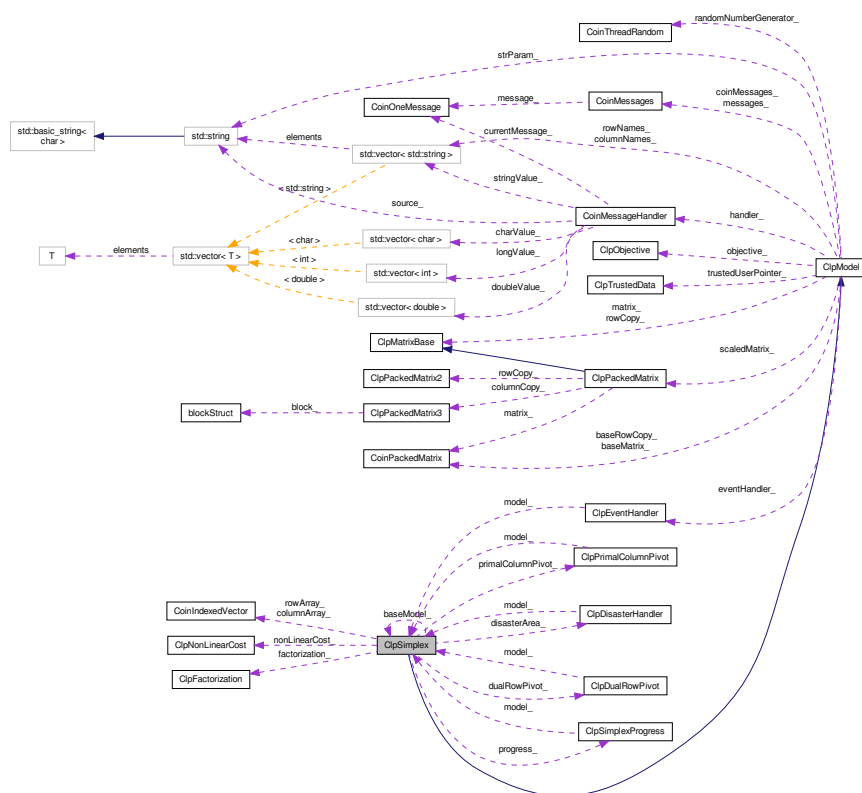 randomNumberGenerator_
CoinThreadRandom
strParam_
coinMessages_
messages_
CoinOneMessage
message_
CoinMessages
std::basic_string<
char >
std::string
elements
currentMessage_
rowNames_
columnNames_
std::vector< std::string >
stringValue_
< std::string >
source_
CoinMessageHandler
handler_
T
elements
std::vector< T >
< char >
std::vector< char >
charValue_
ClpObjective
objective_
ClpModel
< int >
std::vector< int >
longValue_
ClpTrustedData
trustedUserPointer_
< double >
std::vector< double >
doubleValue_
matrix_
rowCopy_
ClpMatrixBase
scaledMatrix_
ClpPackedMatrix2
rowCopy_
ClpPackedMatrix
columnCopy_
blockStruct
block_
ClpPackedMatrix3
matrix_
CoinPackedMatrix
baseRowCopy_
baseMatrix_
eventHandler_
model_
ClpEventHandler
model_
ClpPrimalColumnPivot
primalColumnPivot_
CoinIndexedVector
rowArray_
columnArray_
baseModel_
model_
ClpDisasterHandler
disasterArea_
ClpNonLinearCost
nonLinearCost_
ClpSimplex
factorization_
model_
ClpFactorization
dualRowPivot_
ClpDualRowPivot
model_
ClpSimplexProgress
progress_